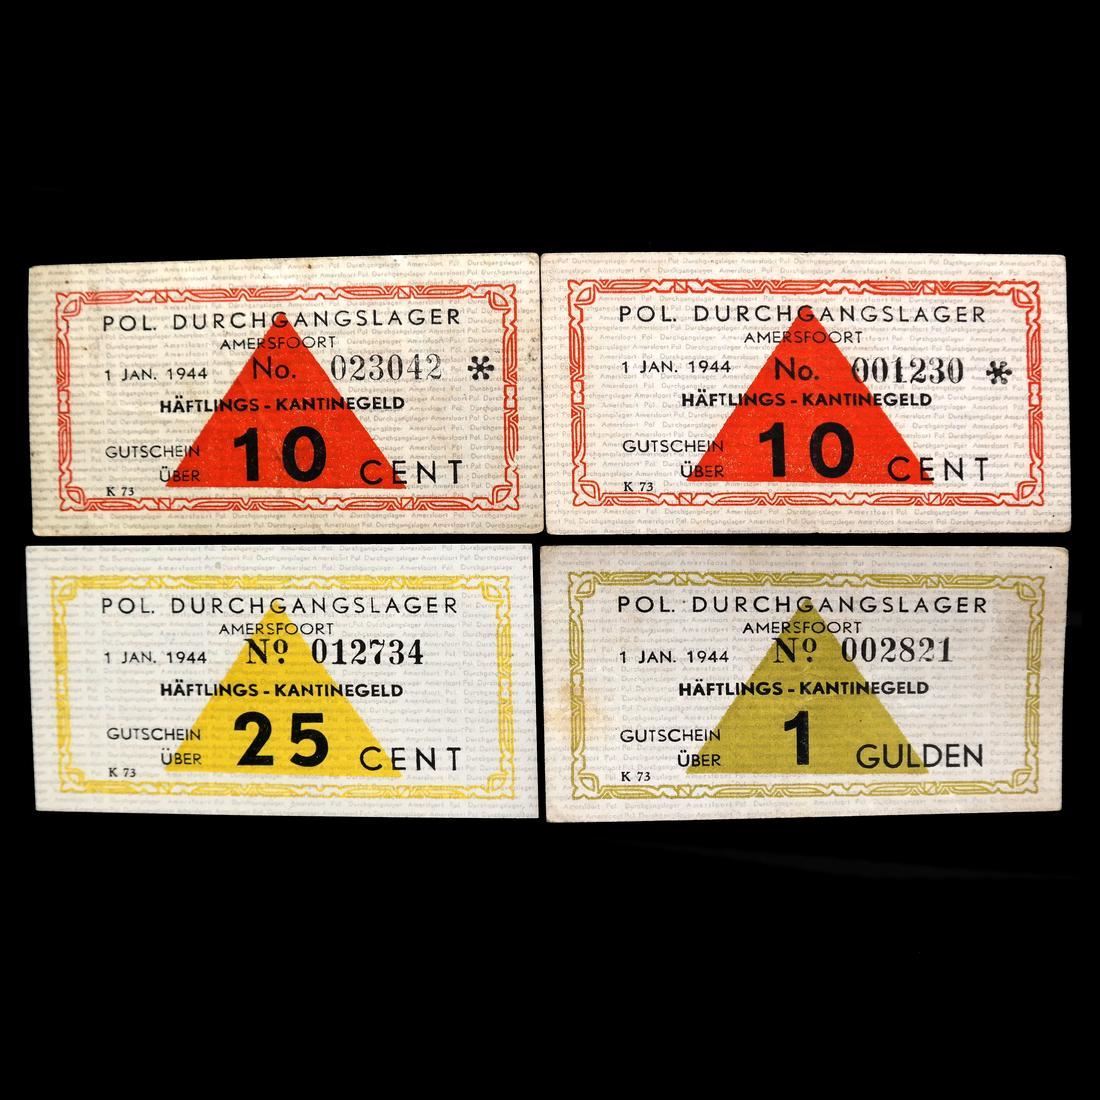 POL. DURCHGANGSLAGER
AMERSFOORT
1 JAN. 1944 No. 023042 *
HÄFTLINGS - KANTINEGELD
GUTSCHEIN
ÜBER 10 CENT
K 73
POL. DURCHGANGSLAGER
AMERSFOORT
1 JAN. 1944 No. 001230 *
HÄFTLINGS - KANTINEGELD
GUTSCHEIN
ÜBER 10 CENT
K 73
POL. DURCHGANGSLAGER
AMERSFOORT
1 JAN. 1944 Nº 012734
HÄFTLINGS - KANTINEGELD
GUTSCHEIN
ÜBER 25 CENT
K 73
POL. DURCHGANGSLAGER
AMERSFOORT
1 JAN. 1944 Nº 002821
HÄFTLINGS - KANTINEGELD
GUTSCHEIN
ÜBER 1 GULDEN
K 73